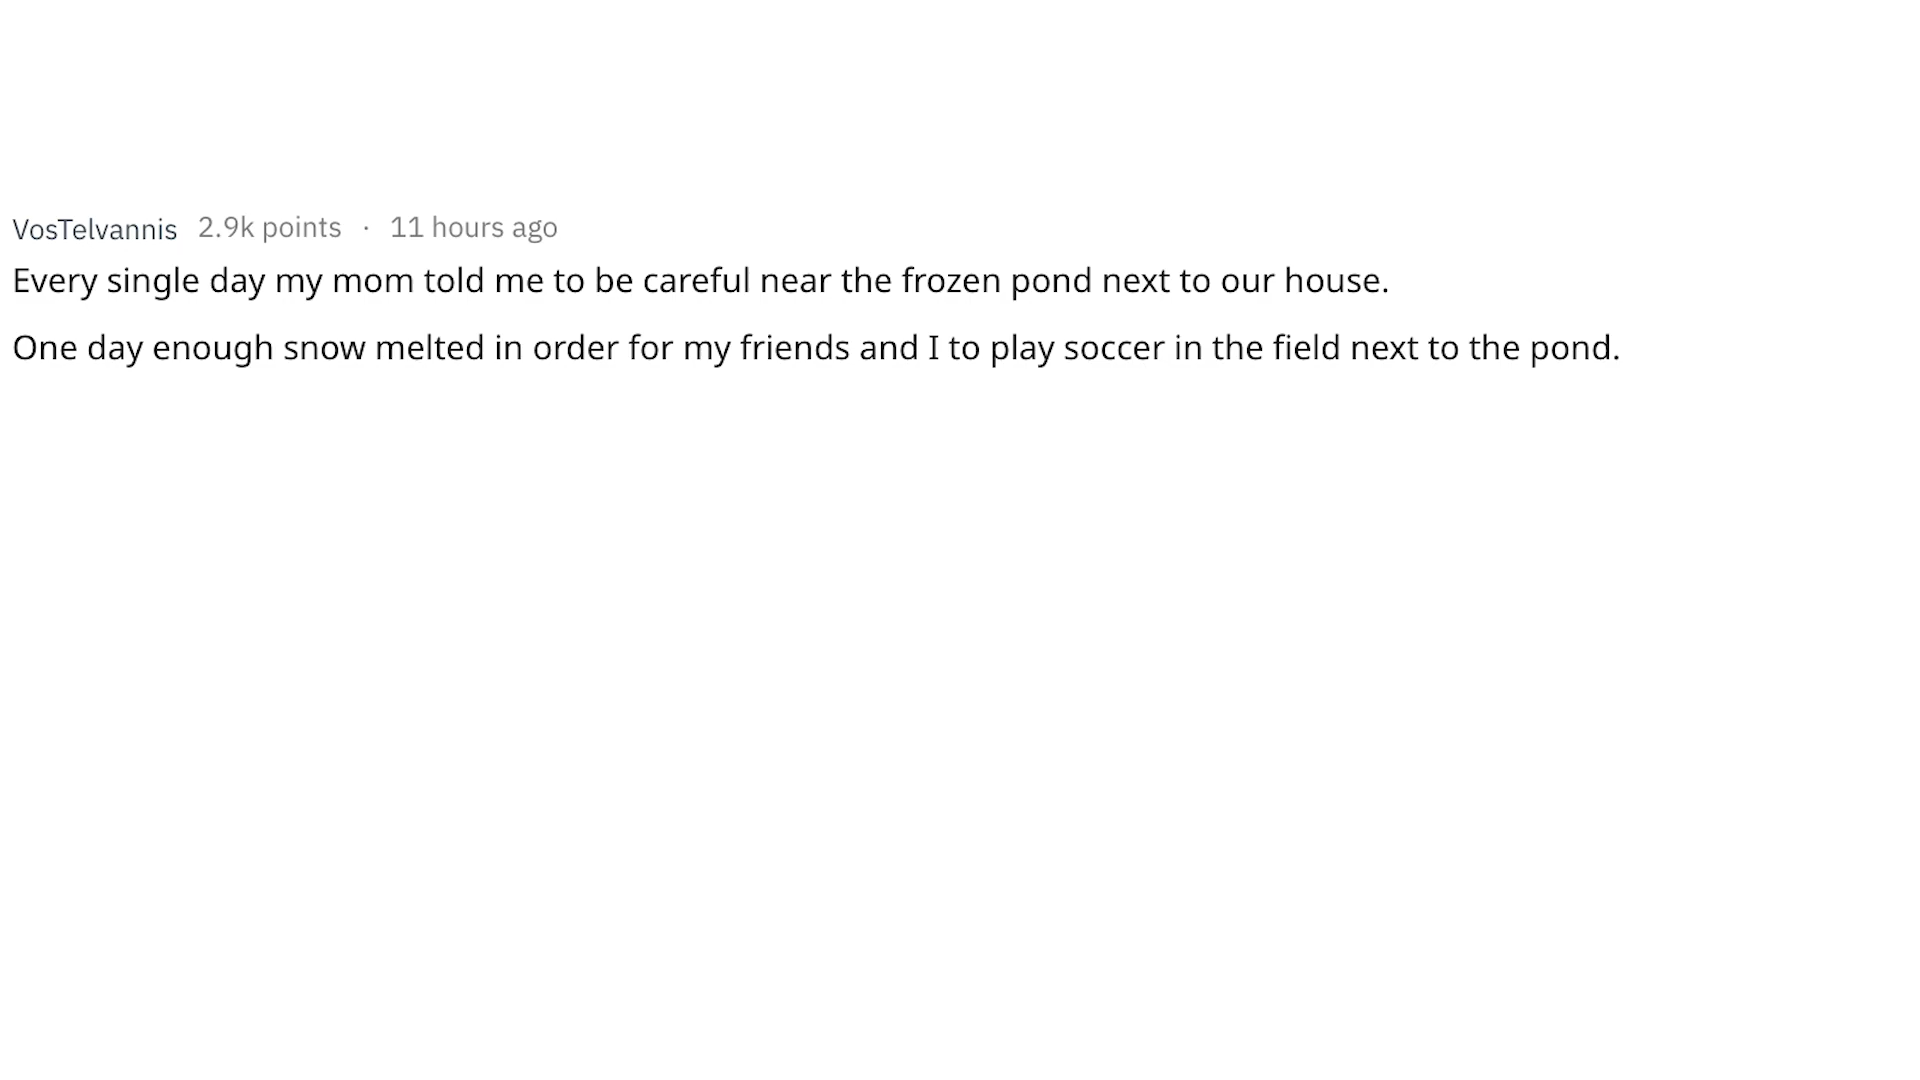 VosTelvannis 2.9k points · 11 hours ago
Every single day my mom told me to be careful near the frozen pond next to our house.
One day enough snow melted in order for my friends and I to play soccer in the field next to the pond.